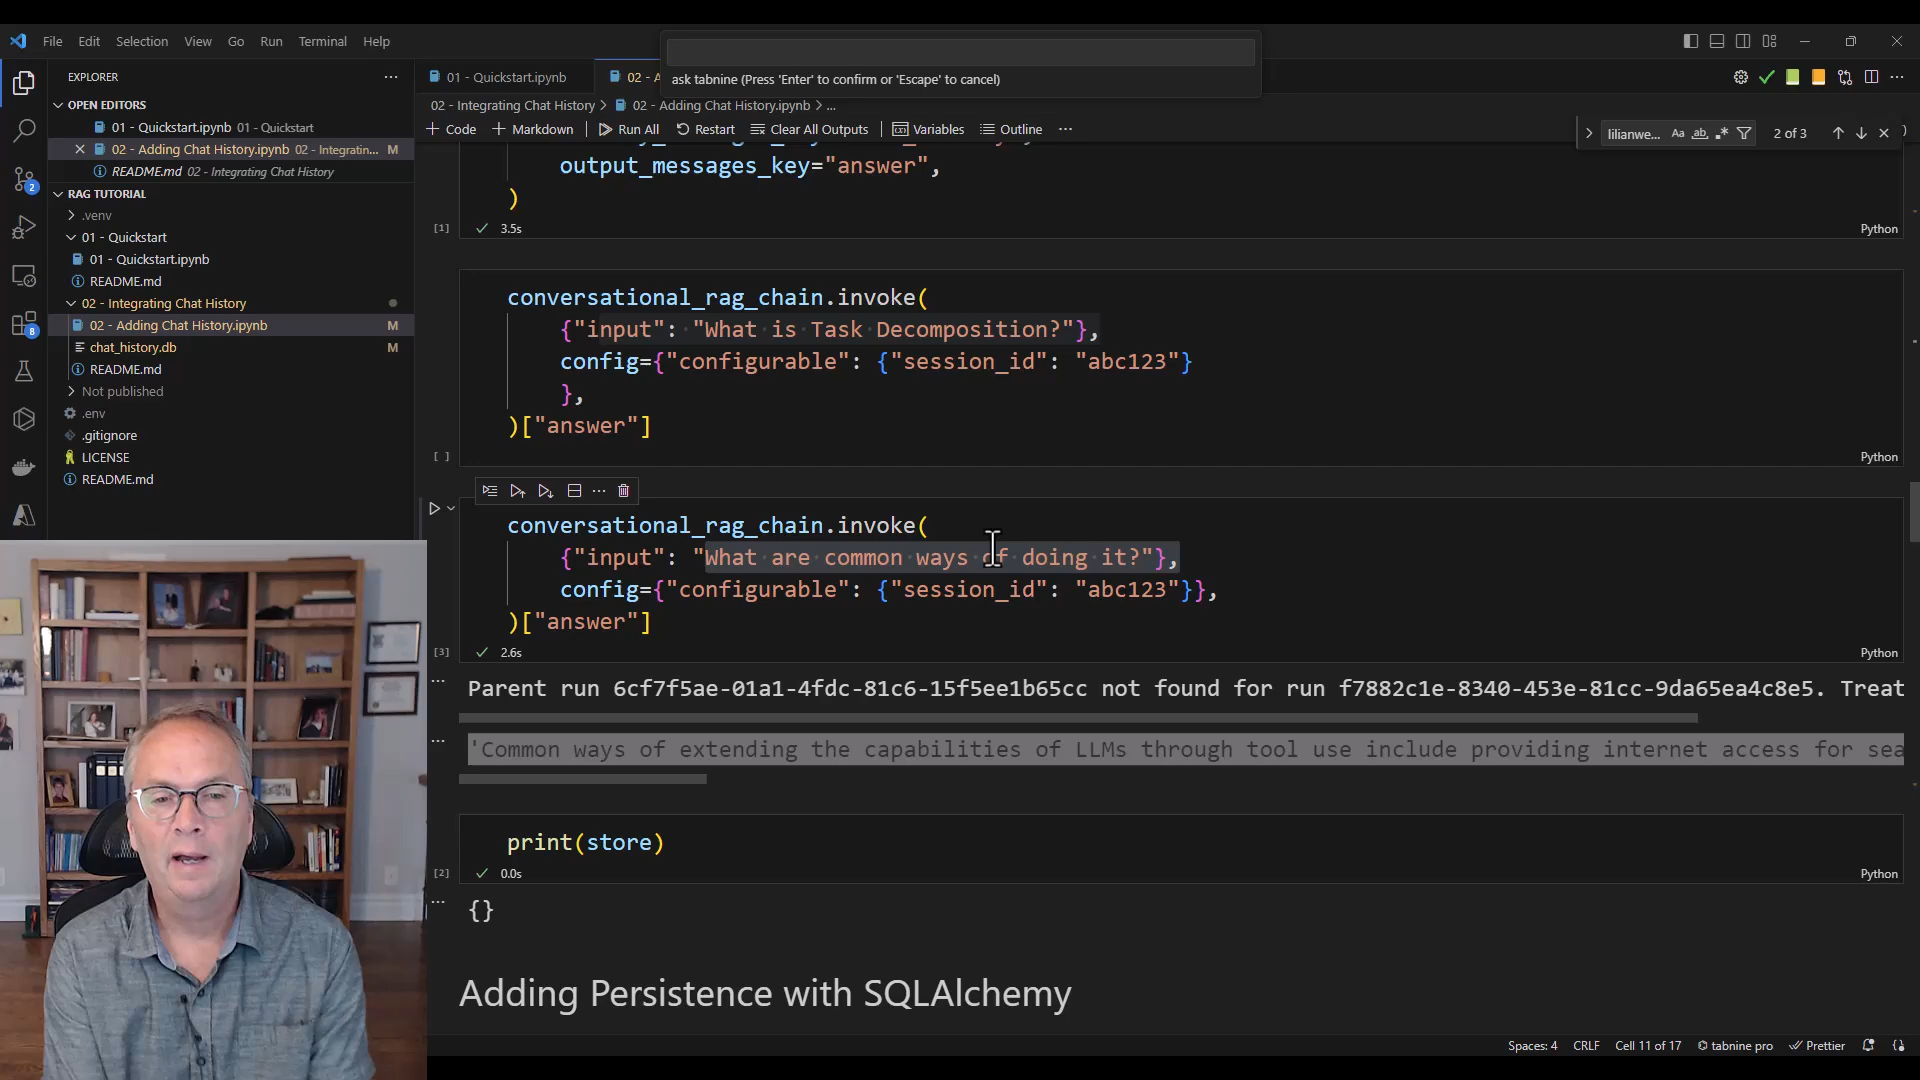 File Edit Selection View Go Run Terminal Help
ask tabnine (Press 'Enter' to confirm or 'Escape' to cancel)
EXPLORER
OPEN EDITORS
01 - Quickstart.ipynb 01 - Quickstart
02 - Adding Chat History.ipynb 02 - Integratin... M
README.md 02 - Integrating Chat History
RAG TUTORIAL
.venv
01 - Quickstart
01 - Quickstart.ipynb
README.md
02 - Integrating Chat History
02 - Adding Chat History.ipynb M
chat_history.db M
README.md
Not published
.env
.gitignore
LICENSE
README.md
2
8
01 - Quickstart.ipynb
02 - A
02 - Integrating Chat History > 02 - Adding Chat History.ipynb > ...
+ Code + Markdown Run All Restart Clear All Outputs Variables Outline ...
lilianwe... Aa ab 2 of 3
output_messages_key="answer",
)
[1] 3.5s Python
conversational_rag_chain.invoke(
{"input": "What is Task Decomposition?"},
config={"configurable": {"session_id": "abc123"}
},
)["answer"]
[ ] Python
conversational_rag_chain.invoke(
{"input": "What are common ways of doing it?"},
config={"configurable": {"session_id": "abc123"}},
)["answer"]
[3] 2.6s Python
Parent run 6cf7f5ae-01a1-4fdc-81c6-15f5ee1b65cc not found for run f7882c1e-8340-453e-81cc-9da65ea4c8e5. Treat
'Common ways of extending the capabilities of LLMs through tool use include providing internet access for sea
print(store)
[2] 0.0s Python
{}
Adding Persistence with SQLAlchemy
Spaces: 4 CRLF Cell 11 of 17 tabnine pro Prettier